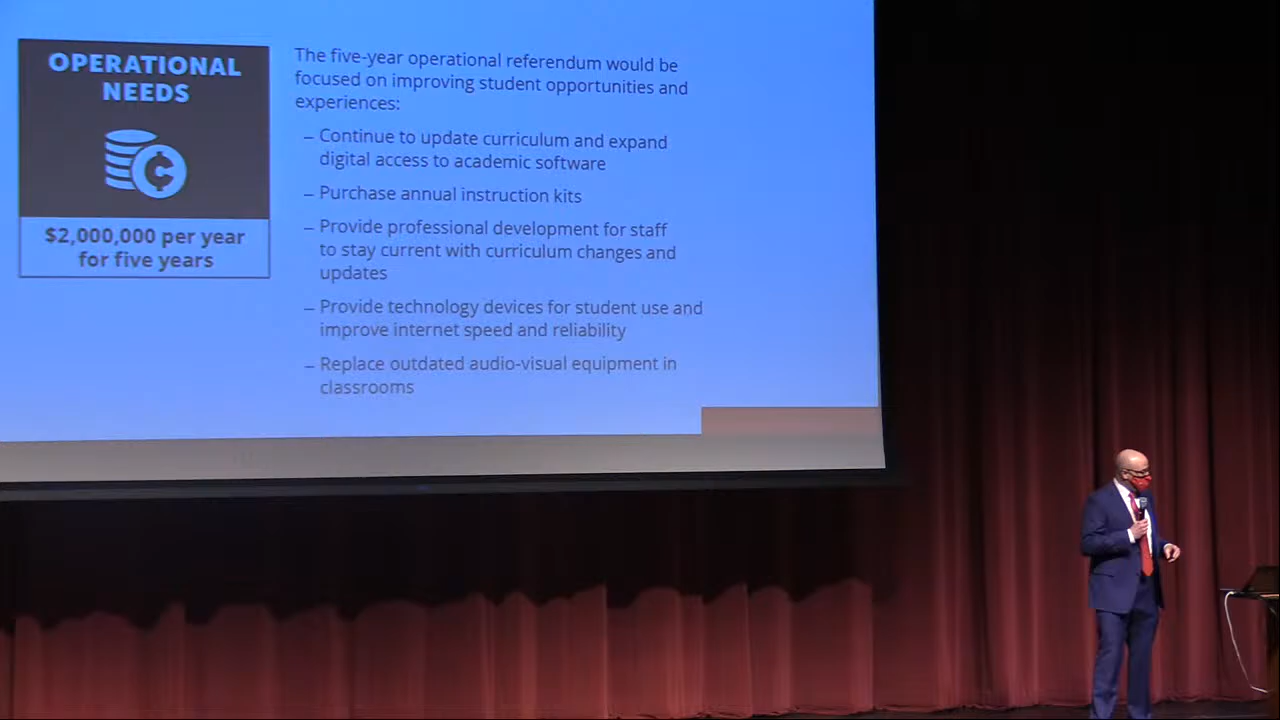 OPERATIONAL
NEEDS
$2,000,000 per year
for five years
The five-year operational referendum would be
focused on improving student opportunities and
experiences:
– Continue to update curriculum and expand
digital access to academic software
– Purchase annual instruction kits
– Provide professional development for staff
to stay current with curriculum changes and
updates
– Provide technology devices for student use and
improve internet speed and reliability
– Replace outdated audio-visual equipment in
classrooms